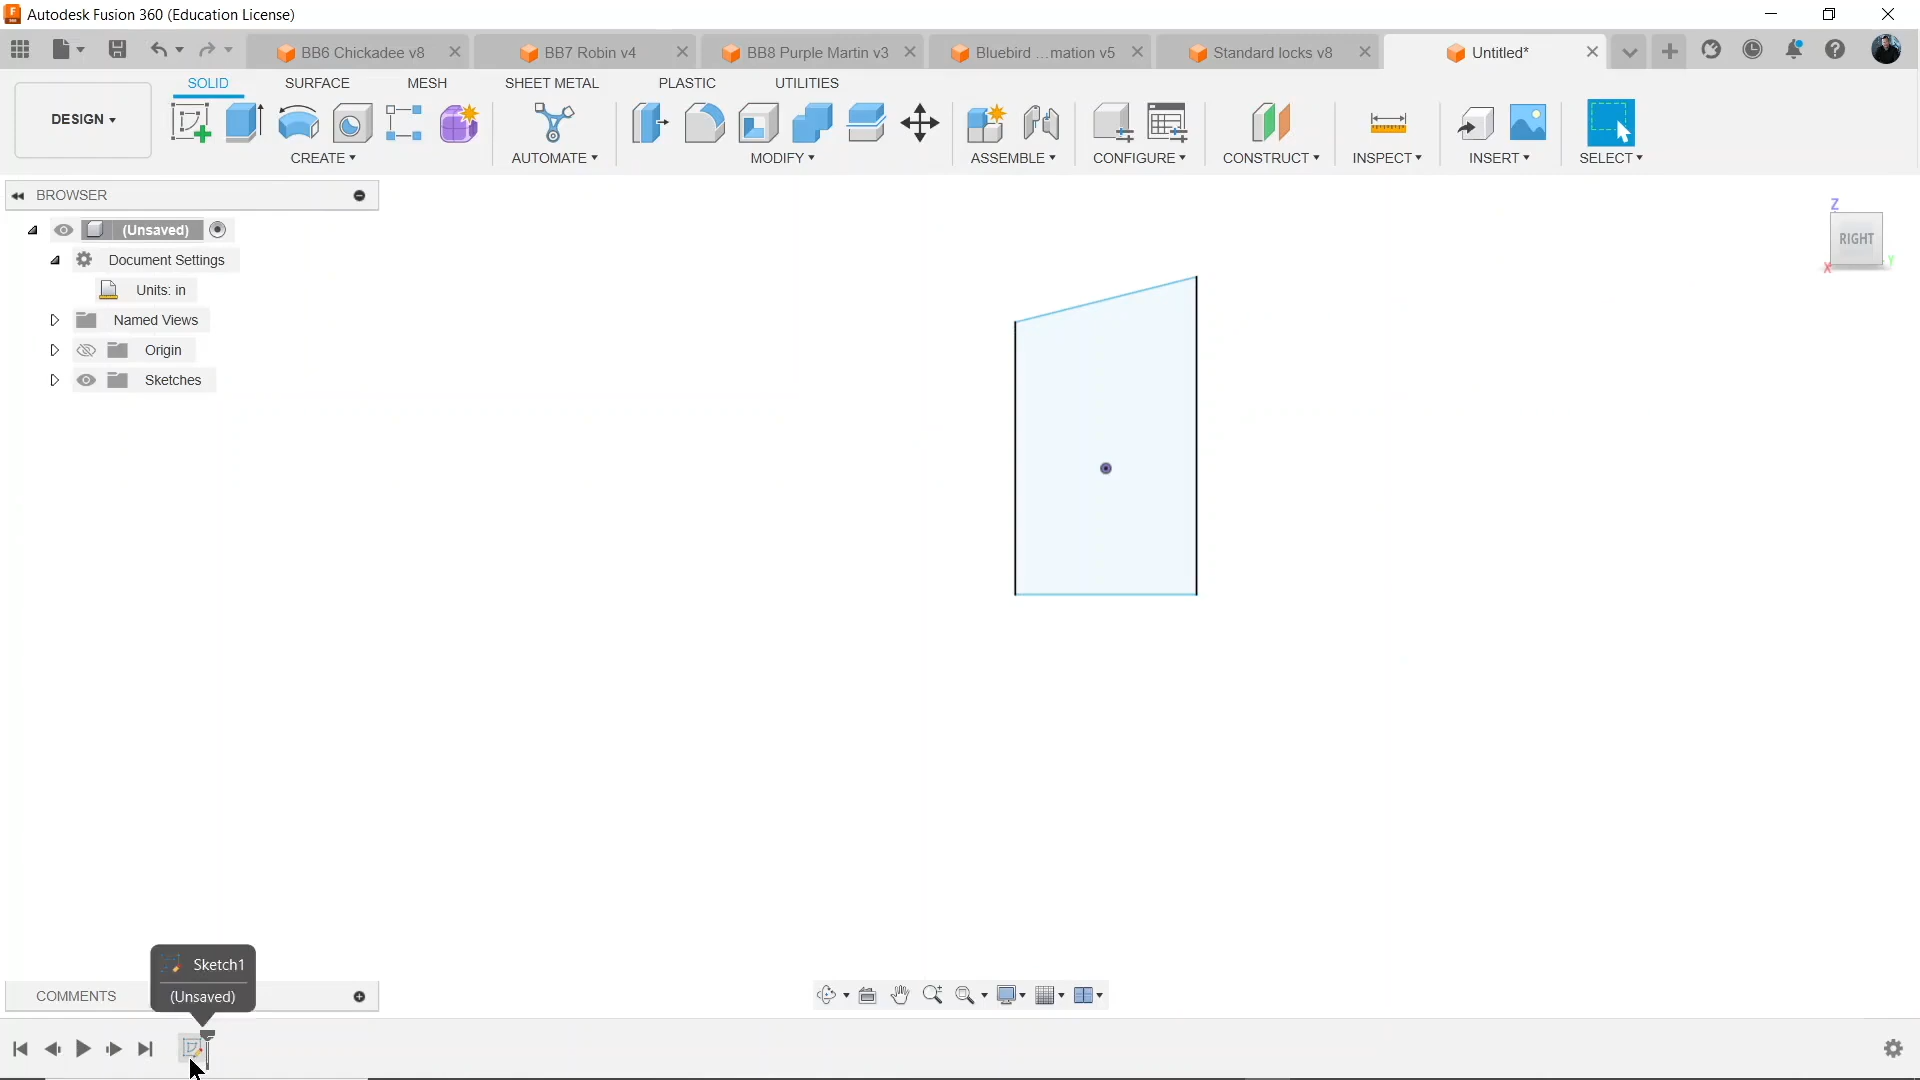 Autodesk Fusion 360 (Education License)
BB6 Chickadee v8
BB7 Robin v4
BB8 Purple Martin v3
Bluebird ...mation v5
Standard locks v8
Untitled*
SOLID
SURFACE
MESH
SHEET METAL
PLASTIC
UTILITIES
DESIGN
CREATE
AUTOMATE
MODIFY
ASSEMBLE
CONFIGURE
CONSTRUCT
INSPECT
INSERT
SELECT
BROWSER
(Unsaved)
Document Settings
Units: in
Named Views
Origin
Sketches
Z
RIGHT
X
Y
Sketch1
(Unsaved)
COMMENTS